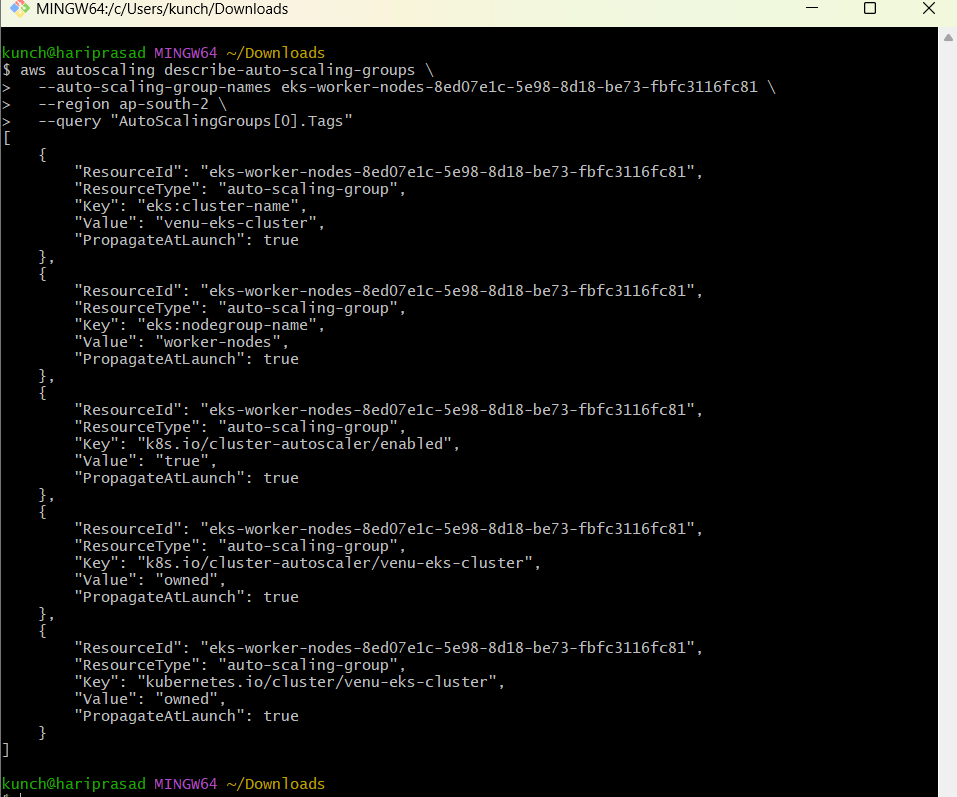 MINGW64:/c/Users/kunch/Downloads
kunch@hariprasad MINGW64 ~/Downloads
$ aws autoscaling describe-auto-scaling-groups \
>   --auto-scaling-group-names eks-worker-nodes-8ed07e1c-5e98-8d18-be73-fbfc3116fc81 \
>   --region ap-south-2 \
>   --query "AutoScalingGroups[0].Tags"
[
    {
        "ResourceId": "eks-worker-nodes-8ed07e1c-5e98-8d18-be73-fbfc3116fc81",
        "ResourceType": "auto-scaling-group",
        "Key": "eks:cluster-name",
        "Value": "venu-eks-cluster",
        "PropagateAtLaunch": true
    },
    {
        "ResourceId": "eks-worker-nodes-8ed07e1c-5e98-8d18-be73-fbfc3116fc81",
        "ResourceType": "auto-scaling-group",
        "Key": "eks:nodegroup-name",
        "Value": "worker-nodes",
        "PropagateAtLaunch": true
    },
    {
        "ResourceId": "eks-worker-nodes-8ed07e1c-5e98-8d18-be73-fbfc3116fc81",
        "ResourceType": "auto-scaling-group",
        "Key": "k8s.io/cluster-autoscaler/enabled",
        "Value": "true",
        "PropagateAtLaunch": true
    },
    {
        "ResourceId": "eks-worker-nodes-8ed07e1c-5e98-8d18-be73-fbfc3116fc81",
        "ResourceType": "auto-scaling-group",
        "Key": "k8s.io/cluster-autoscaler/venu-eks-cluster",
        "Value": "owned",
        "PropagateAtLaunch": true
    },
    {
        "ResourceId": "eks-worker-nodes-8ed07e1c-5e98-8d18-be73-fbfc3116fc81",
        "ResourceType": "auto-scaling-group",
        "Key": "kubernetes.io/cluster/venu-eks-cluster",
        "Value": "owned",
        "PropagateAtLaunch": true
    }
]
kunch@hariprasad MINGW64 ~/Downloads
$